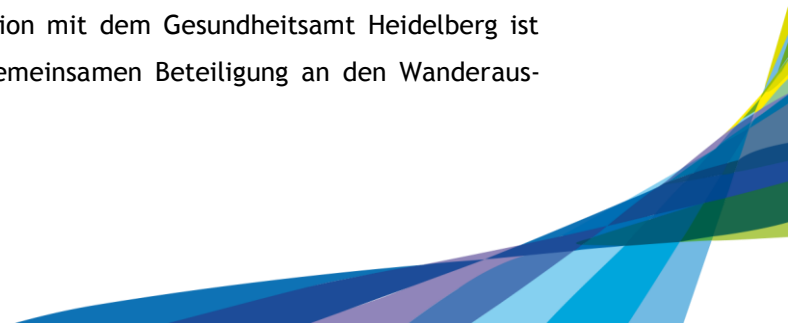 ion mit dem Gesundheitsamt Heidelberg ist
emeinsamen Beteiligung an den Wanderaus-